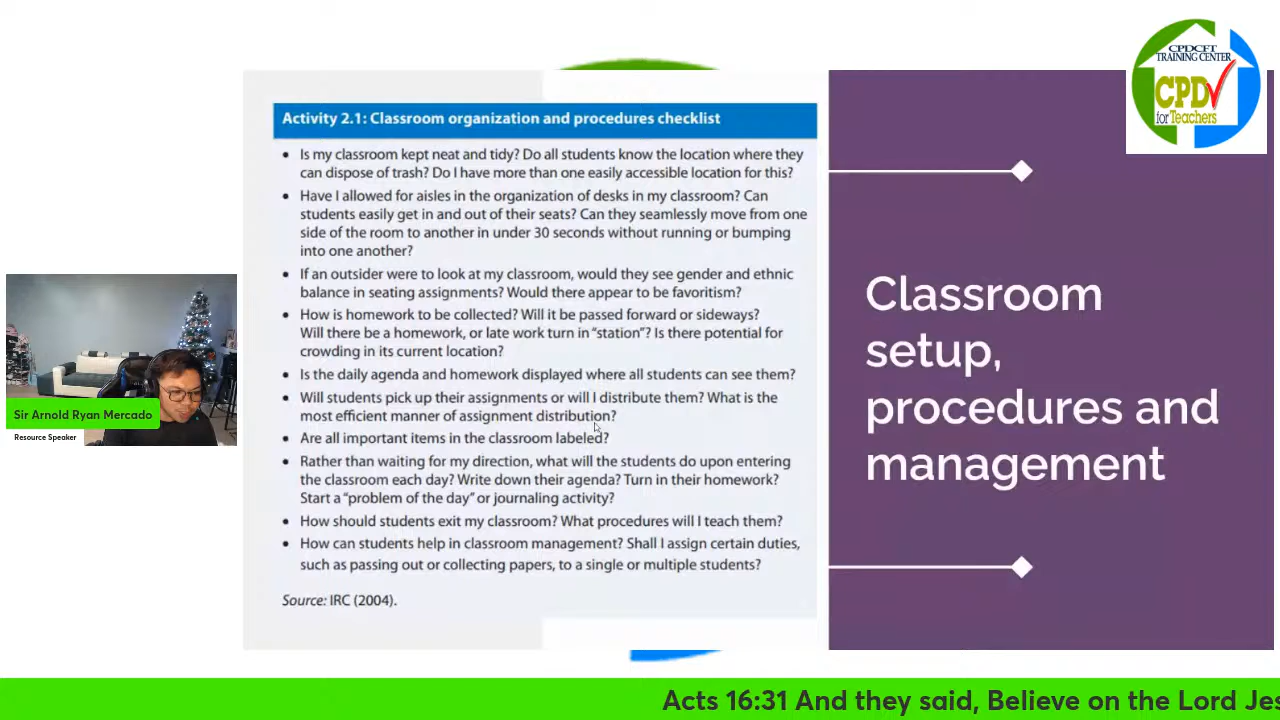 CPDCFT
TRAINING CENTER
CPD
for Teachers
Activity 2.1: Classroom organization and procedures checklist
• Is my classroom kept neat and tidy? Do all students know the location where they
can dispose of trash? Do I have more than one easily accessible location for this?
• Have I allowed for aisles in the organization of desks in my classroom? Can
students easily get in and out of their seats? Can they seamlessly move from one
side of the room to another in under 30 seconds without running or bumping
into one another?
• If an outsider were to look at my classroom, would they see gender and ethnic
balance in seating assignments? Would there appear to be favoritism?
• How is homework to be collected? Will it be passed forward or sideways?
Will there be a homework, or late work turn in “station”? Is there potential for
crowding in its current location?
• Is the daily agenda and homework displayed where all students can see them?
• Will students pick up their assignments or will I distribute them? What is the
most efficient manner of assignment distribution?
• Are all important items in the classroom labeled?
• Rather than waiting for my direction, what will the students do upon entering
the classroom each day? Write down their agenda? Turn in their homework?
Start a “problem of the day” or journaling activity?
• How should students exit my classroom? What procedures will I teach them?
• How can students help in classroom management? Shall I assign certain duties,
such as passing out or collecting papers, to a single or multiple students?
Source: IRC (2004).
Classroom
setup,
procedures and
management
Sir Arnold Ryan Mercado
Resource Speaker
Acts 16:31 And they said, Believe on the Lord Jes